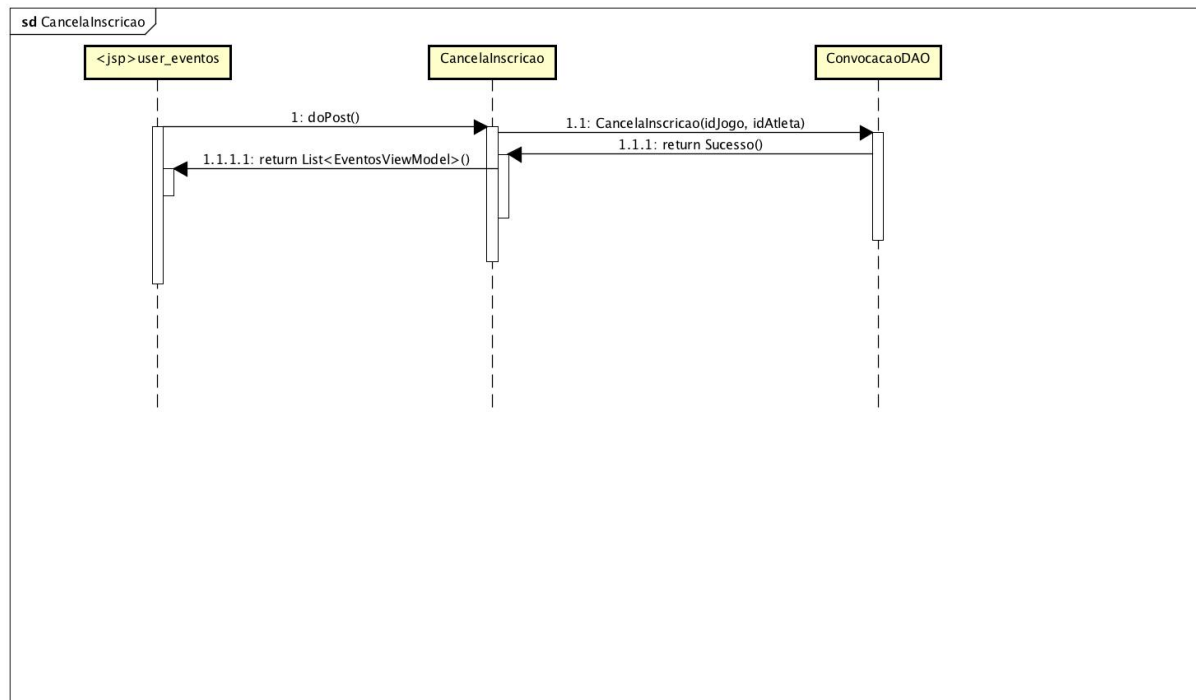 sd CancelaInscricao
<jsp>user_eventos
CancelaInscricao
ConvocacaoDAO
1: doPost()
1.1: CancelaInscricao(idJogo, idAtleta)
1.1.1: return Sucesso()
1.1.1.1: return List<EventosViewModel>()